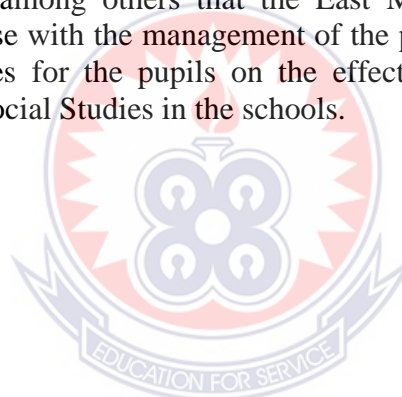 among others that the East M
se with the management of the p
es for the pupils on the effect
ocial Studies in the schools.
EDUCATION FOR SERVICE